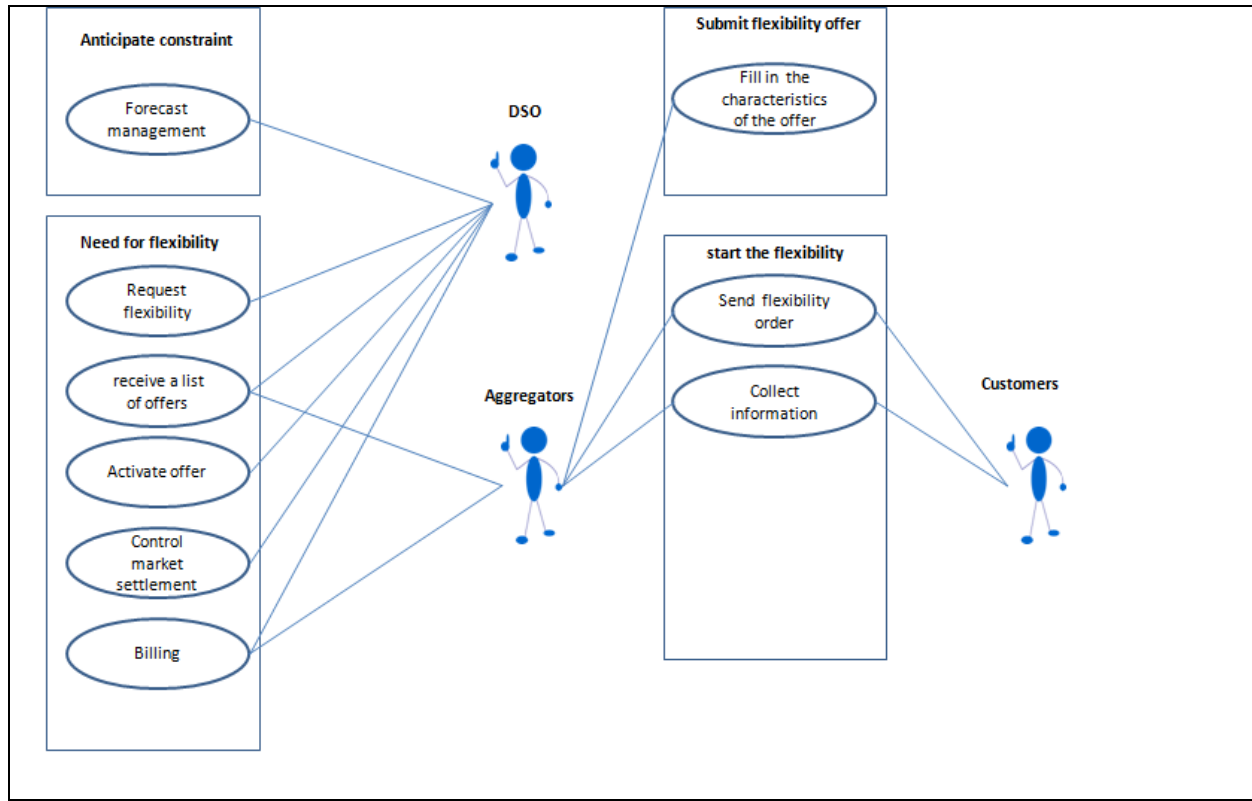 Anticipate constraint
Forecast
management
Need for flexibility
Request
flexibility
receive a list
of offers
Activate offer
Control
market
settlement
Billing
DSO
Aggregators
Submit flexibility offer
Fill in the
characteristics
of the offer
start the flexibility
Send flexibility
order
Collect
information
Customers